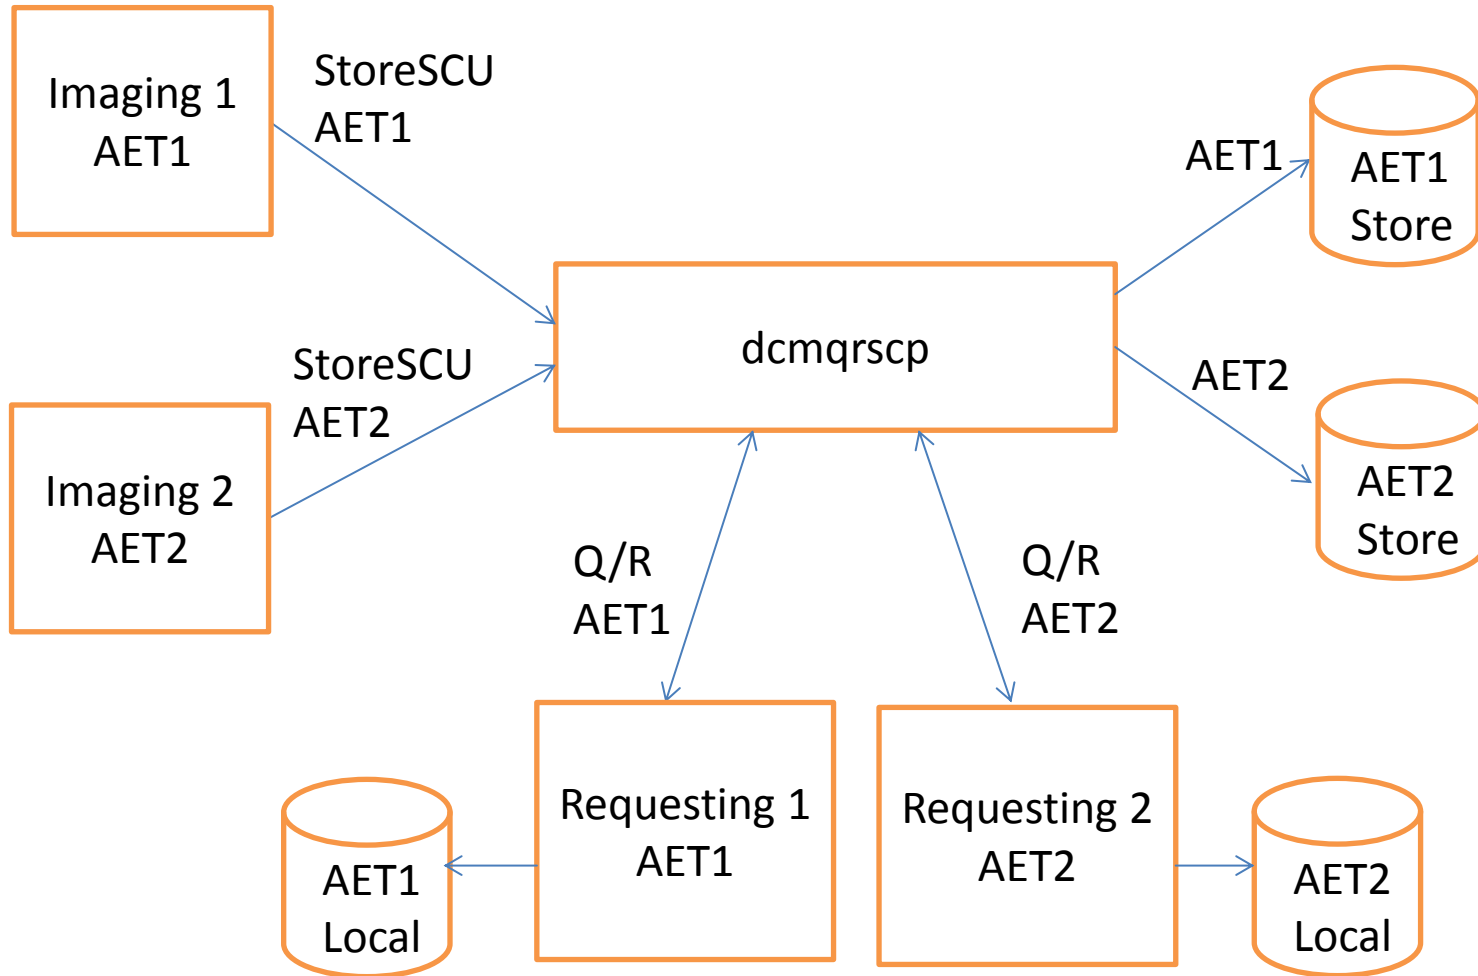 Imaging 1
AET1
StoreSCU
AET1
AET1
AET1
Store
dcmqrscp
StoreSCU
AET2
AET2
AET2
Store
Imaging 2
AET2
Q/R
AET1
Q/R
AET2
Requesting 1
AET1
Requesting 2
AET2
AET1
Local
AET2
Local